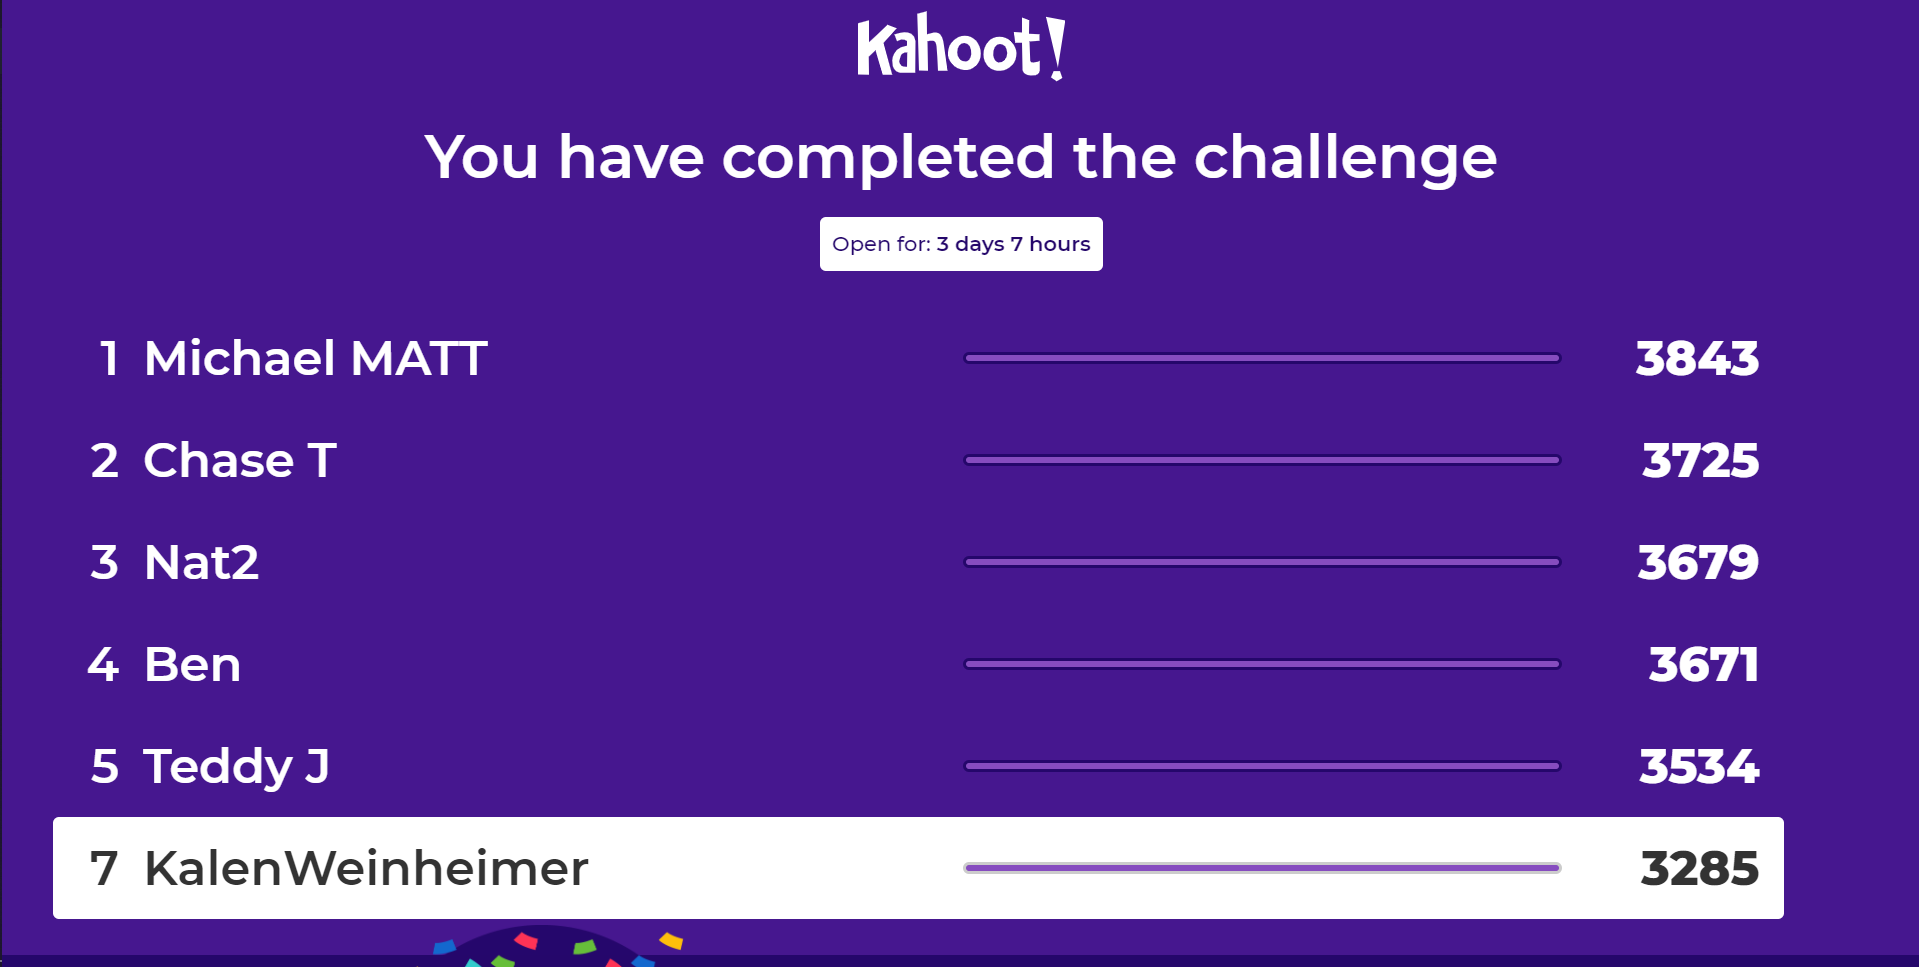 Kahoot!
You have completed the challenge
Open for: 3 days 7 hours
1 Michael MATT 3843
2 Chase T 3725
3 Nat2 3679
4 Ben 3671
5 Teddy J 3534
7 KalenWeinheimer 3285